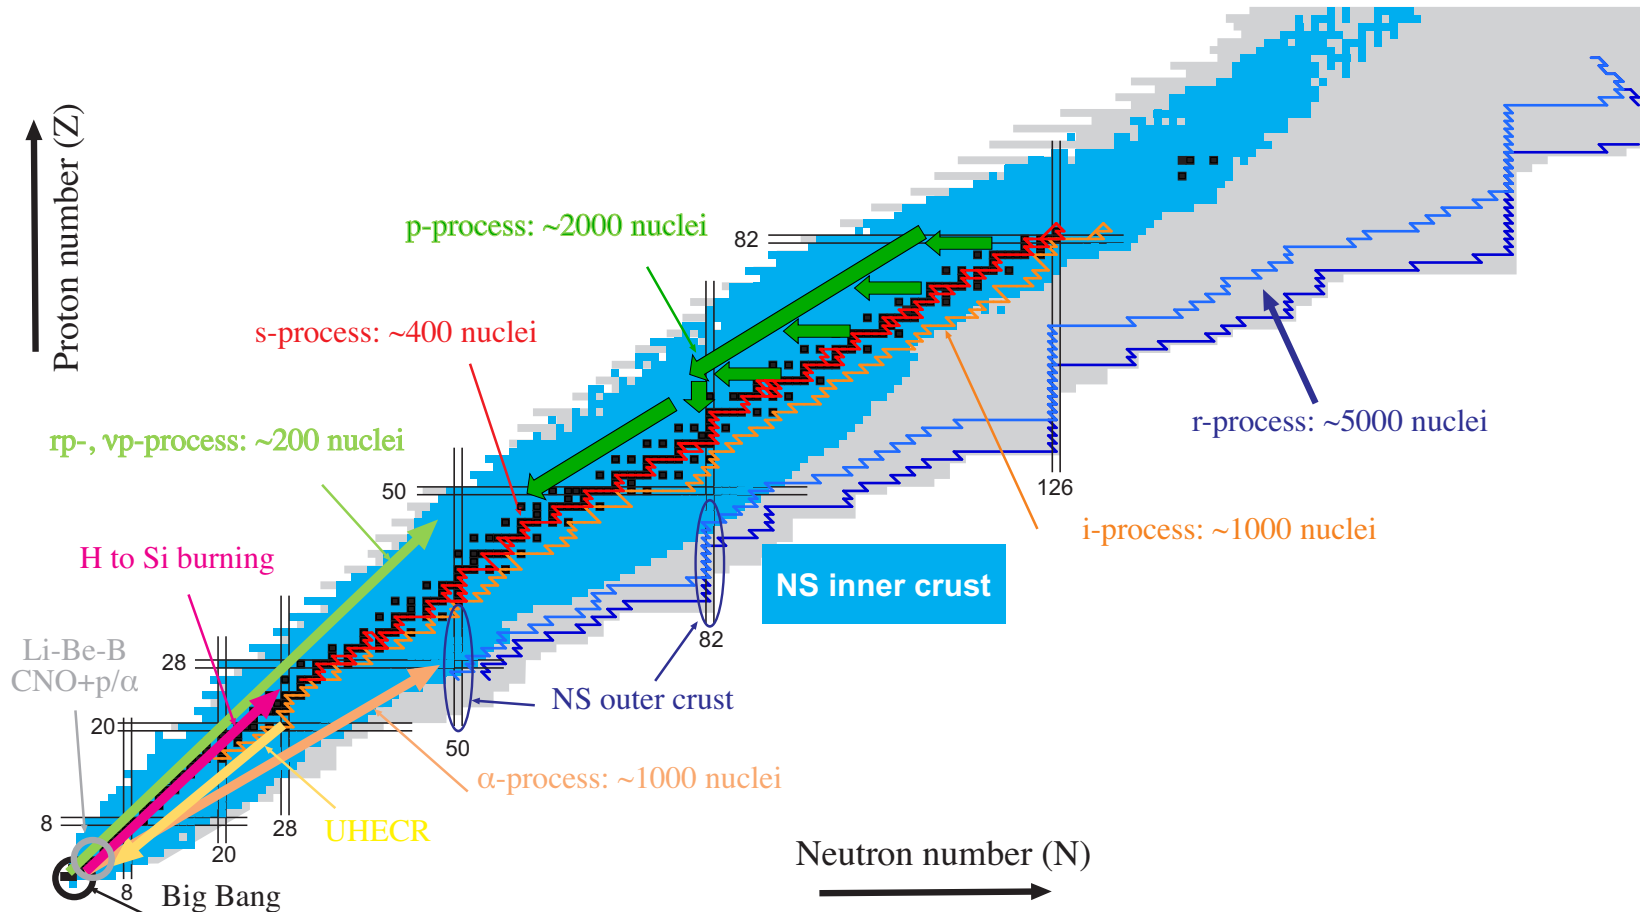 Proton number (Z)
82
p-process: ~2000 nuclei
s-process: ~400 nuclei
rp-, νp-process: ~200 nuclei
r-process: ~5000 nuclei
50
126
i-process: ~1000 nuclei
H to Si burning
NS inner crust
82
Li-Be-B
CNO+p/α
28
NS outer crust
20
50
α-process: ~1000 nuclei
8
28
UHECR
20
Neutron number (N)
8
Big Bang